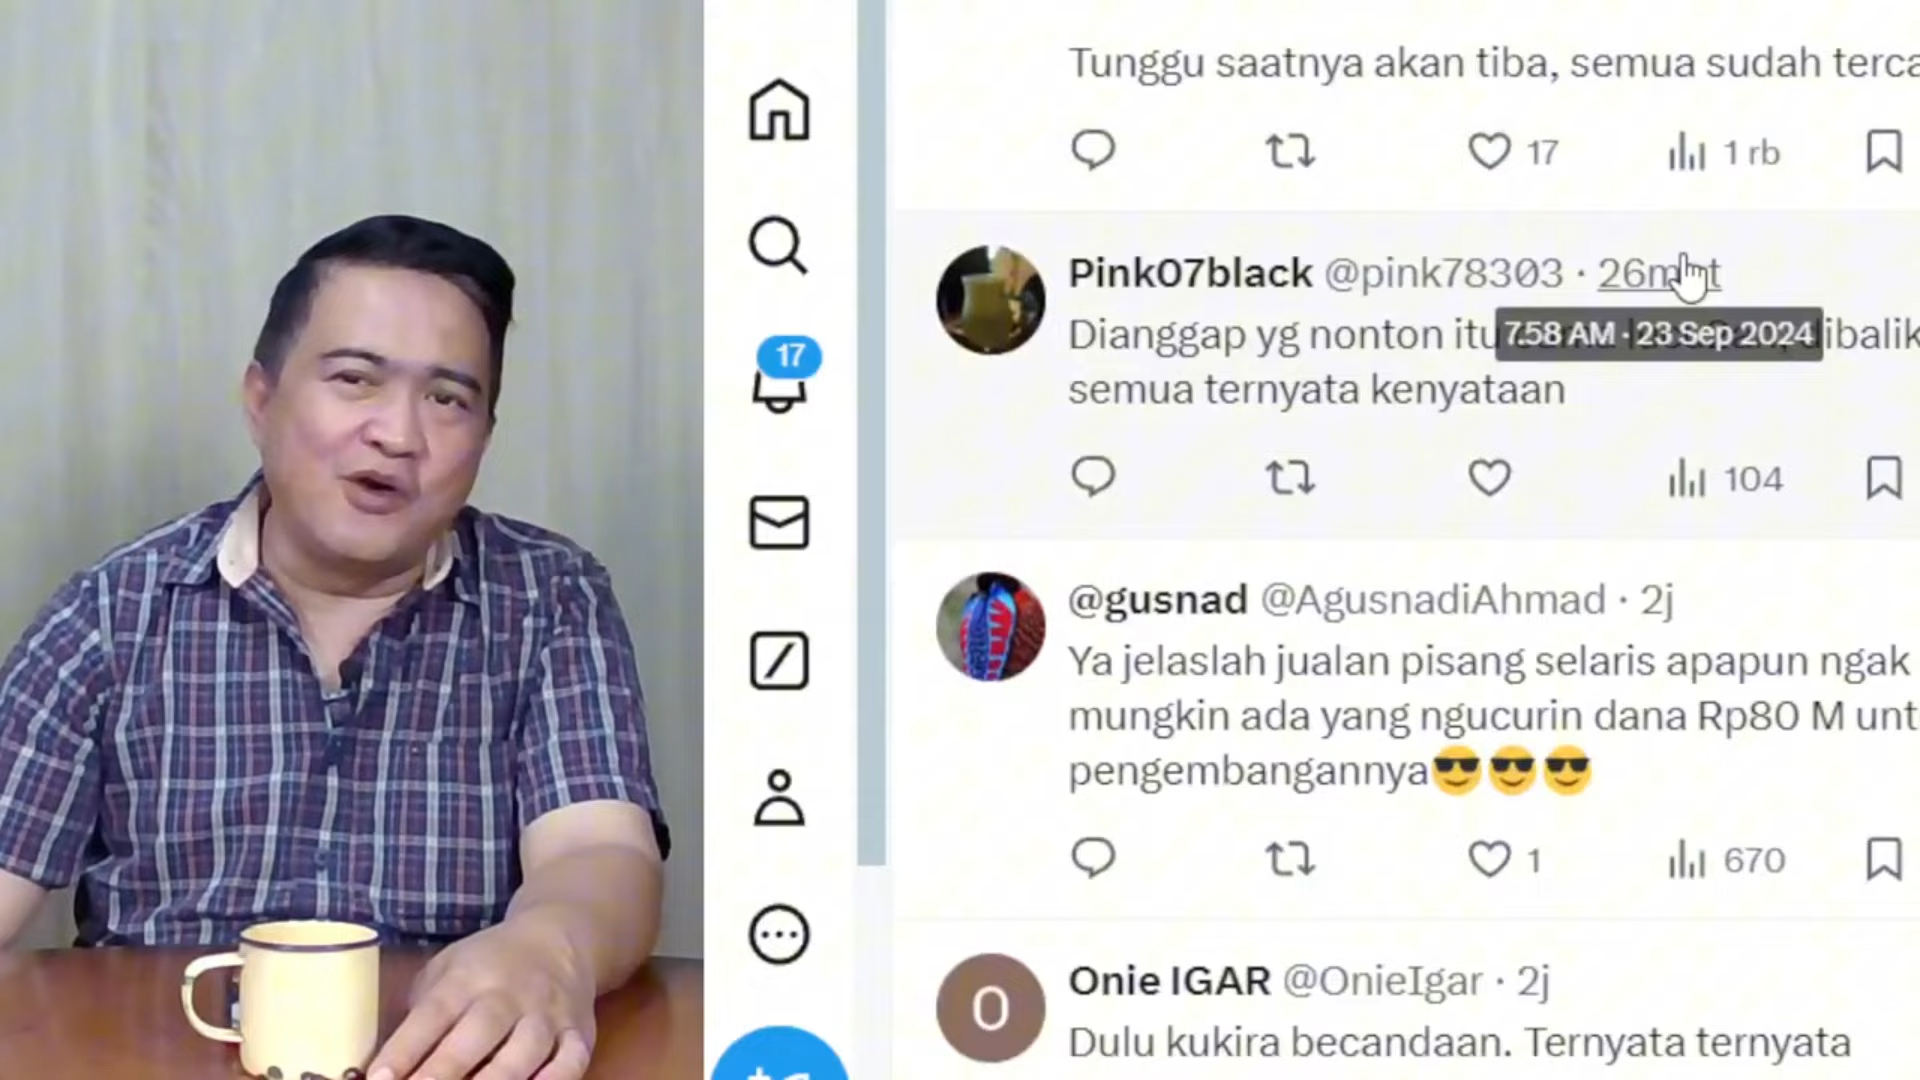 Tunggu saatnya akan tiba, semua sudah terca
17
1 rb
17
Pink07black @pink78303 · 26m t
7.58 AM · 23 Sep 2024
Dianggap yg nonton itu dibalik
semua ternyata kenyataan
104
@gusnad @AgusnadiAhmad · 2j
Ya jelaslah jualan pisang selaris apapun ngak
mungkin ada yang ngucurin dana Rp80 M unt
pengembangannya😎😎😎
1
670
O
Onie IGAR @OnieIgar · 2j
Dulu kukira becandaan. Ternyata ternyata